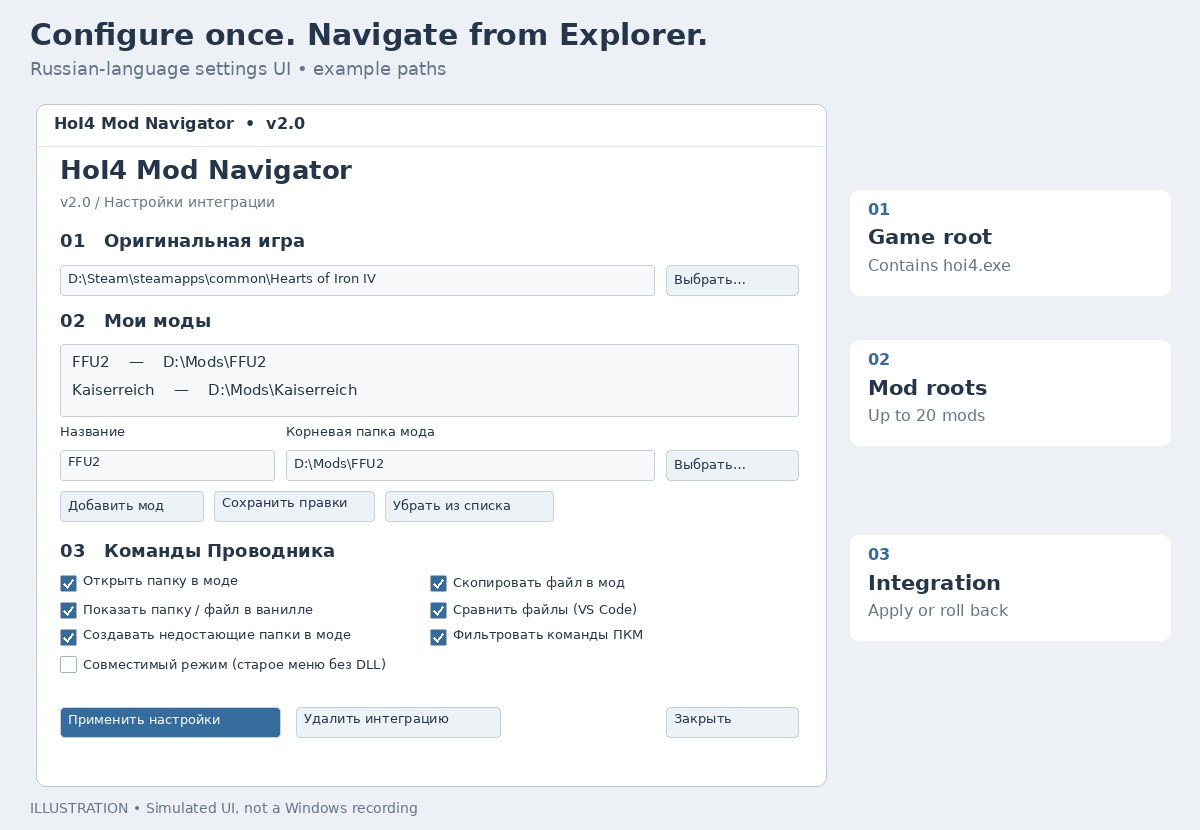 Configure once. Navigate from Explorer.
Russian-language settings UI • example paths
HoI4 Mod Navigator • v2.0
HoI4 Mod Navigator
v2.0 / Настройки интеграции
01 Оригинальная игра
D:\Steam\steamapps\common\Hearts of Iron IV
Выбрать...
02 Мои моды
FFU2 — D:\Mods\FFU2
Kaiserreich — D:\Mods\Kaiserreich
Название
Корневая папка мода
FFU2
D:\Mods\FFU2
Выбрать...
Добавить мод
Сохранить правки
Убрать из списка
03 Команды Проводника
Открыть папку в моде
Скопировать файл в мод
Показать папку / файл в ванилле
Сравнить файлы (VS Code)
Создавать недостающие папки в моде
Фильтровать команды ПКМ
Совместимый режим (старое меню без DLL)
Применить настройки
Удалить интеграцию
Закрыть
01
Game root
Contains hoi4.exe
02
Mod roots
Up to 20 mods
03
Integration
Apply or roll back
ILLUSTRATION • Simulated UI, not a Windows recording